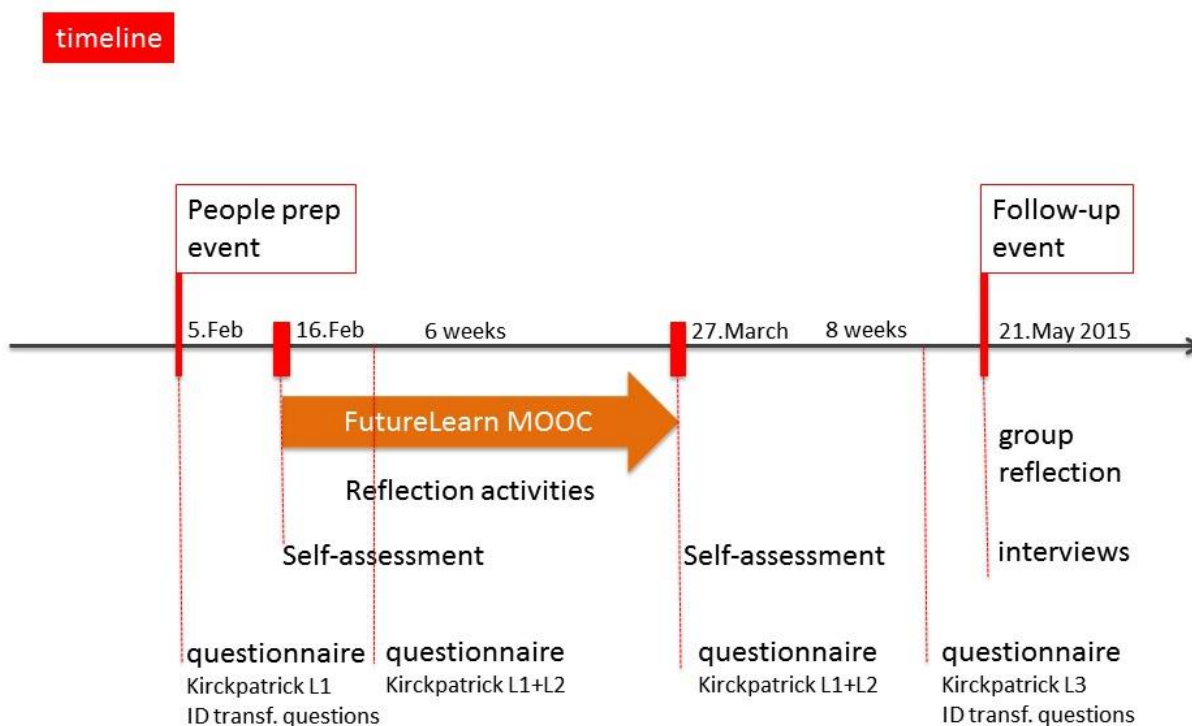 timeline
People prep
event
Follow-up
event
5.Feb
16.Feb
6 weeks
27.March
8 weeks
21.May 2015
FutureLearn MOOC
Reflection activities
group
reflection
Self-assessment
Self-assessment
interviews
questionnaire
Kirckpatrick L1
ID transf. questions
questionnaire
Kirckpatrick L1+L2
questionnaire
Kirckpatrick L1+L2
questionnaire
Kirckpatrick L3
ID transf. questions